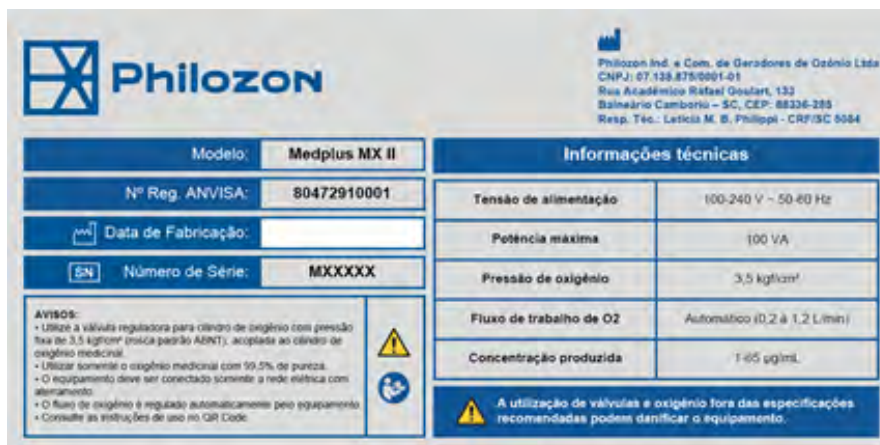 Philozon
Philozon Ind. e Com. de Geradores de Ozônio Ltda
CNPJ: 07.138.875/0001-01
Rua Acadêmico Rafael Goulart, 133
Balneário Camboriú – SC, CEP: 88336-285
Resp. Téc.: Letícia M. B. Philippi - CRF/SC 5084
Modelo: Medplus MX II
Nº Reg. ANVISA: 80472910001
Data de Fabricação:
SN Número de Série: MXXXXX
AVISOS:
• Utilize a válvula reguladora para cilindro de oxigênio com pressão
fixa de 3,5 kgf/cm² (rosca padrão ABNT), acoplada ao cilindro de
oxigênio medicinal.
• Utilizar somente o oxigênio medicinal com 99,5% de pureza.
• O equipamento deve ser conectado somente a rede elétrica com
aterramento.
• O fluxo de oxigênio é regulado automaticamente pelo equipamento.
• Consulte as instruções de uso no QR Code.
Informações técnicas
Tensão de alimentação 100-240 V ~ 50-60 Hz
Potência máxima 100 VA
Pressão de oxigênio 3,5 kgf/cm²
Fluxo de trabalho de O2 Automático (0,2 à 1,2 L/min)
Concentração produzida 1-65 µg/mL
A utilização de válvulas e oxigênio fora das especificações
recomendadas podem danificar o equipamento.